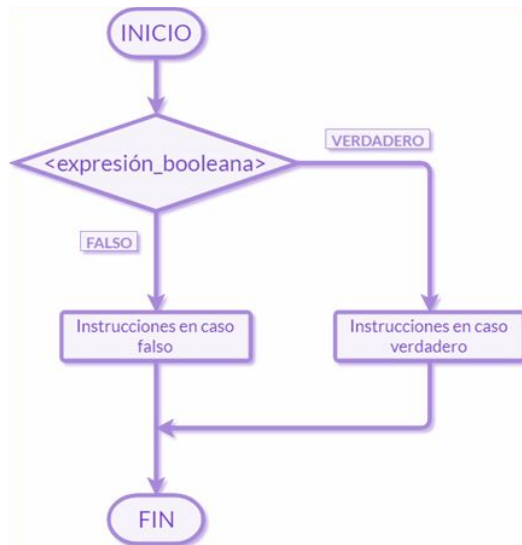 INICIO
<expresión_booleana>
VERDADERO
FALSO
Instrucciones en caso
falso
Instrucciones en caso
verdadero
FIN